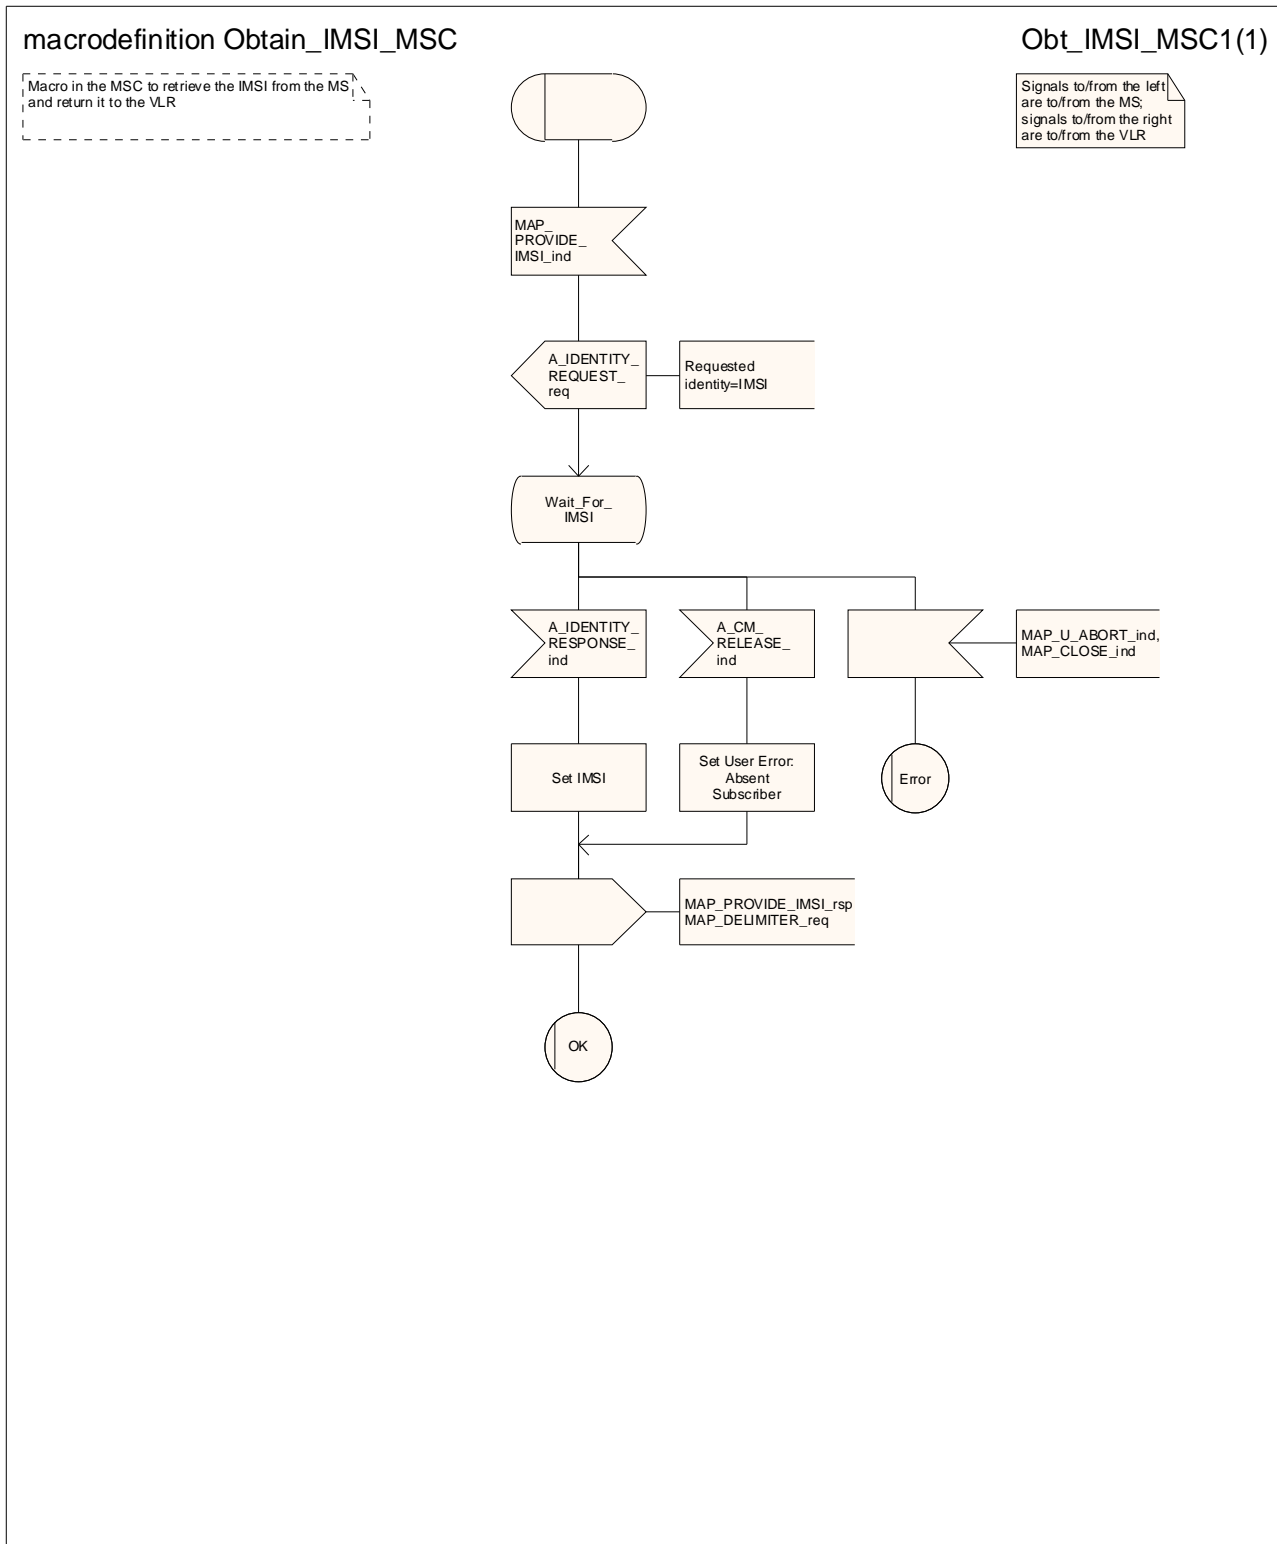 macrodefinition Obtain_IMSI_MSC
Obt_IMSI_MSC1(1)
Macro in the MSC to retrieve the IMSI from the MS
and return it to the VLR
Signals to/from the left
are to/from the MS;
signals to/from the right
are to/from the VLR
MAP_
PROVIDE_
IMSI_ind
A_IDENTITY_
REQUEST_
req
Requested
identity=IMSI
Wait_For_
IMSI
A_IDENTITY_
RESPONSE_
ind
A_CM_
RELEASE_
ind
MAP_U_ABORT_ind,
MAP_CLOSE_ind
Set IMSI
Set User Error:
Absent
Subscriber
Error
MAP_PROVIDE_IMSI_rsp
MAP_DELIMITER_req
OK